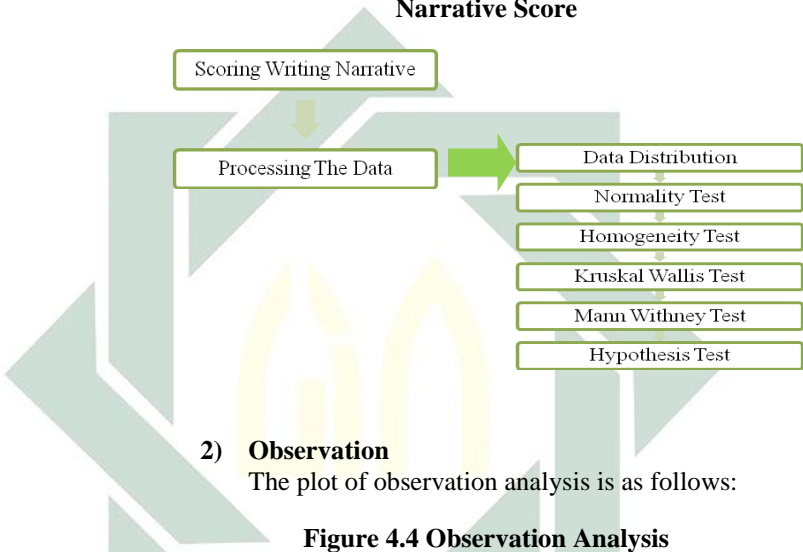 Narrative Score
Scoring Writing Narrative
Processing The Data
Data Distribution
Normality Test
Homogeneity Test
Kruskal Wallis Test
Mann Withney Test
Hypothesis Test
2) Observation
The plot of observation analysis is as follows:
Figure 4.4 Observation Analysis